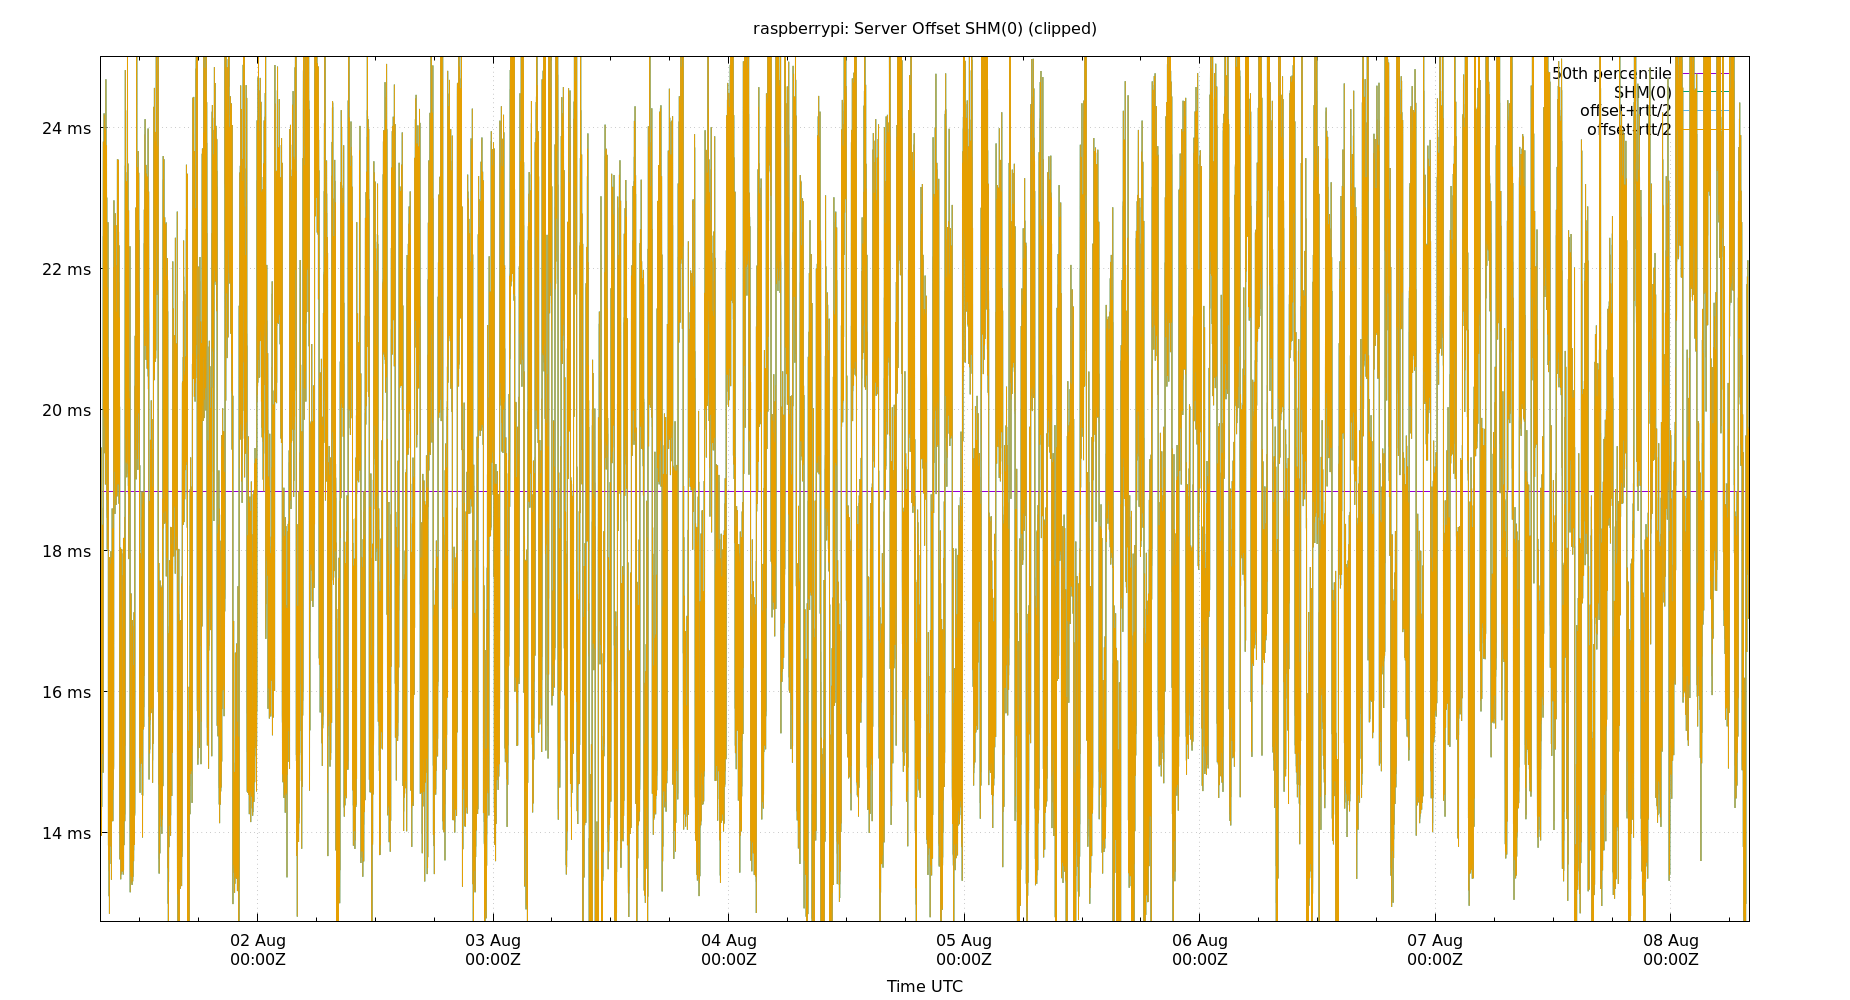 raspberrypi: Server Offset SHM(0) (clipped)
50th percentile
SHM(0)
offset+rtt/2
offset-rtt/2
24 ms
22 ms
20 ms
18 ms
16 ms
14 ms
02 Aug 03 Aug 04 Aug 05 Aug 06 Aug 07 Aug 08 Aug
00:00Z 00:00Z 00:00Z 00:00Z 00:00Z 00:00Z 00:00Z
Time UTC